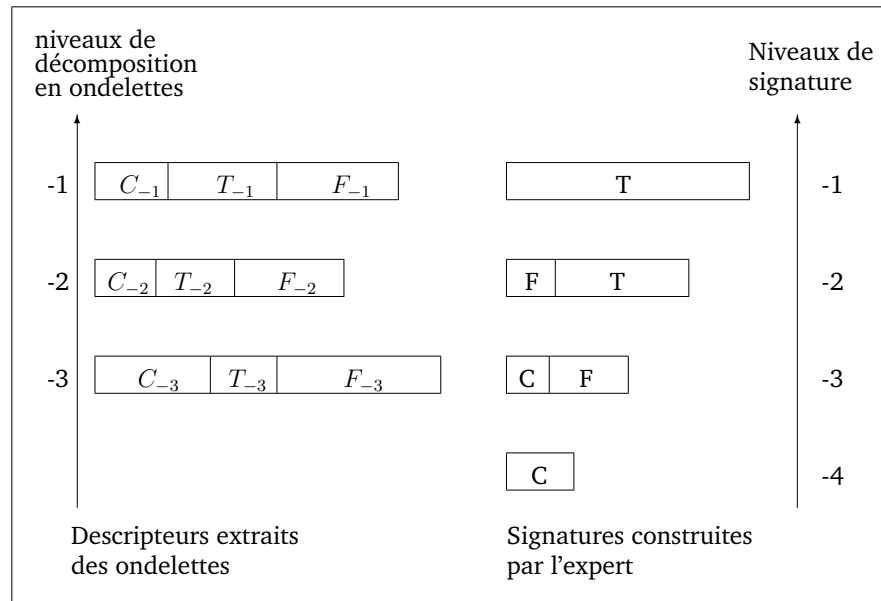 niveaux de
décomposition
en ondelettes
Niveaux de
signature
-1 C₋₁ T₋₁ F₋₁ T -1
-2 C₋₂ T₋₂ F₋₂ F T -2
-3 C₋₃ T₋₃ F₋₃ C F -3
C -4
Descripteurs extraits
des ondelettes
Signatures construites
par l'expert